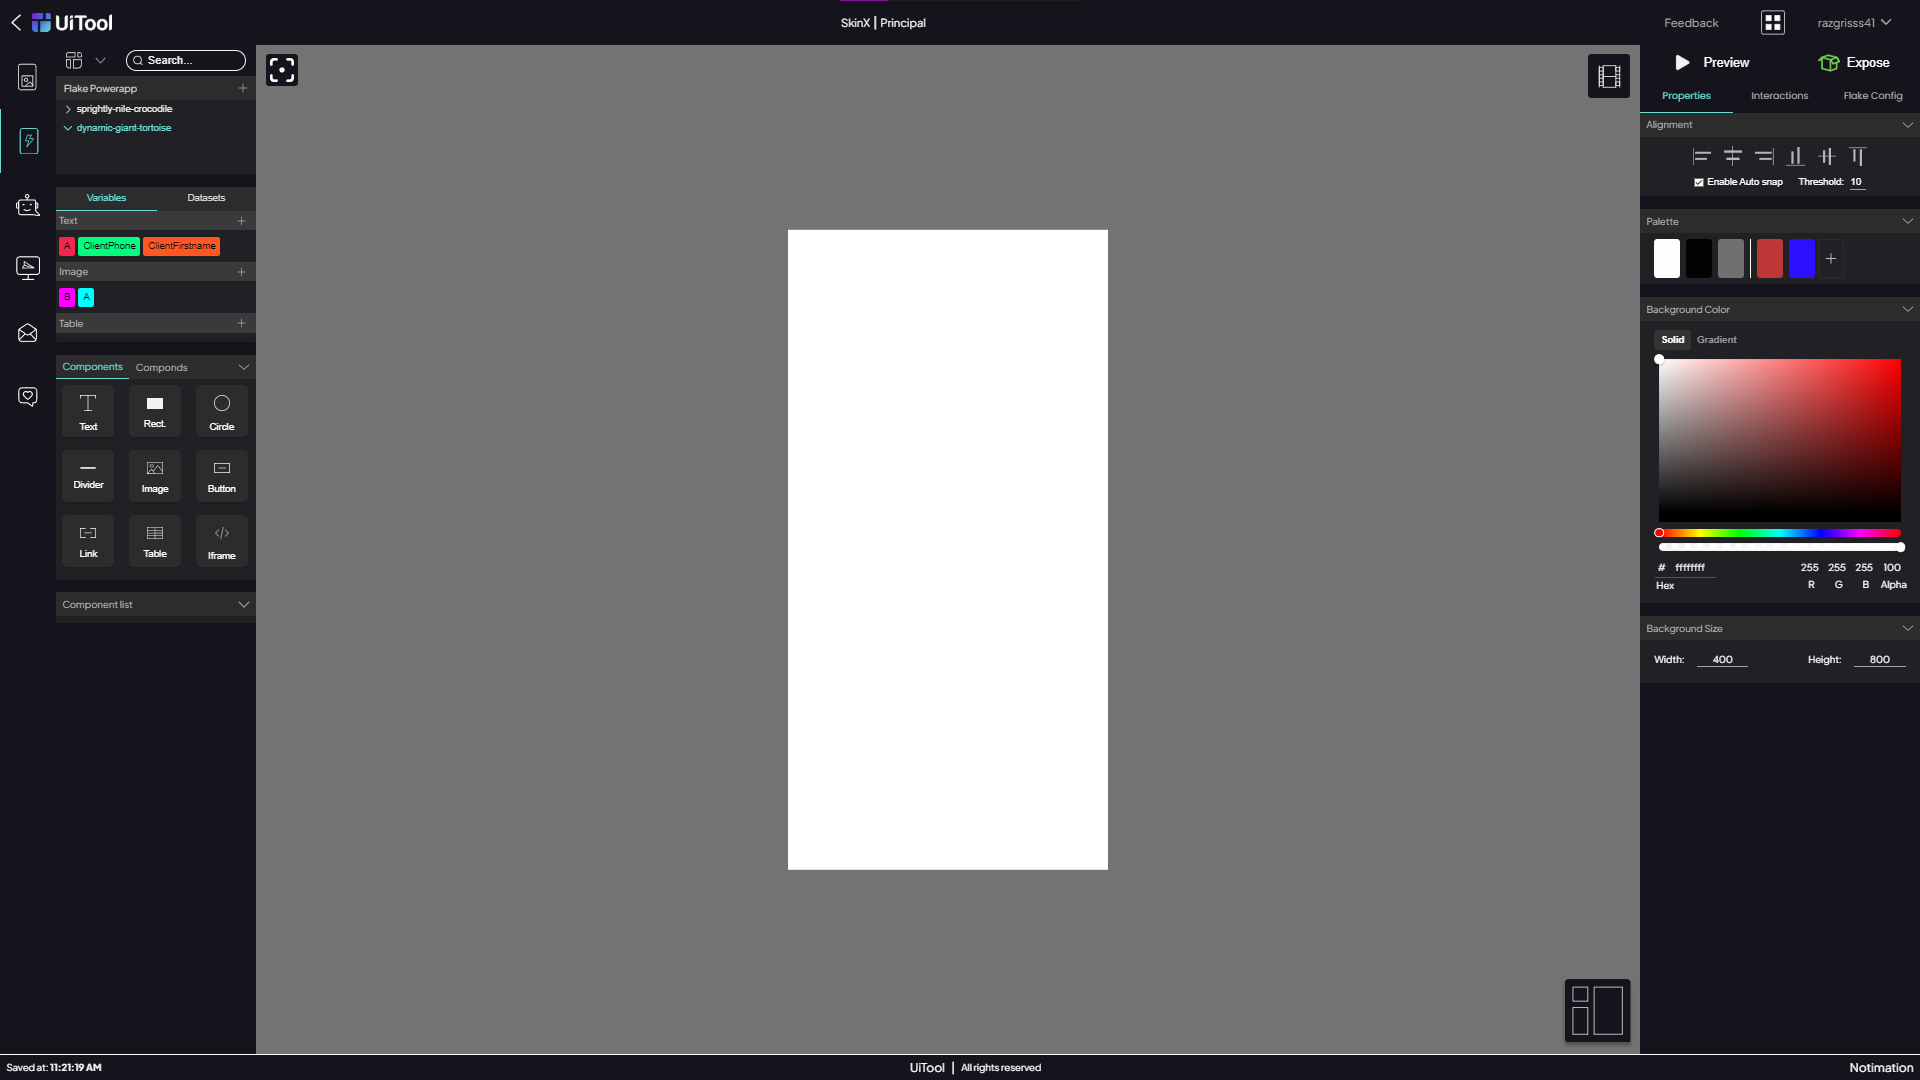 UiTool
SkinX | Principal
Feedback
razgrisss41
Search...
Preview
Expose
Flake Powerapp
sprightly-nile-crocodile
dynamic-giant-tortoise
Properties
Interactions
Flake Config
Alignment
Enable Auto snap
Threshold: 10
Variables
Datasets
Text
A
ClientPhone
ClientFirstname
Image
B
A
Table
Palette
Background Color
Solid
Gradient
Components
Componds
Text
Rect.
Circle
Divider
Image
Button
Link
Table
Iframe
Component list
# ffffffff
255 255 255 100
Hex
R G B Alpha
Background Size
Width: 400
Height: 800
Saved at: 11:21:19 AM
UiTool | All rights reserved
Notimation